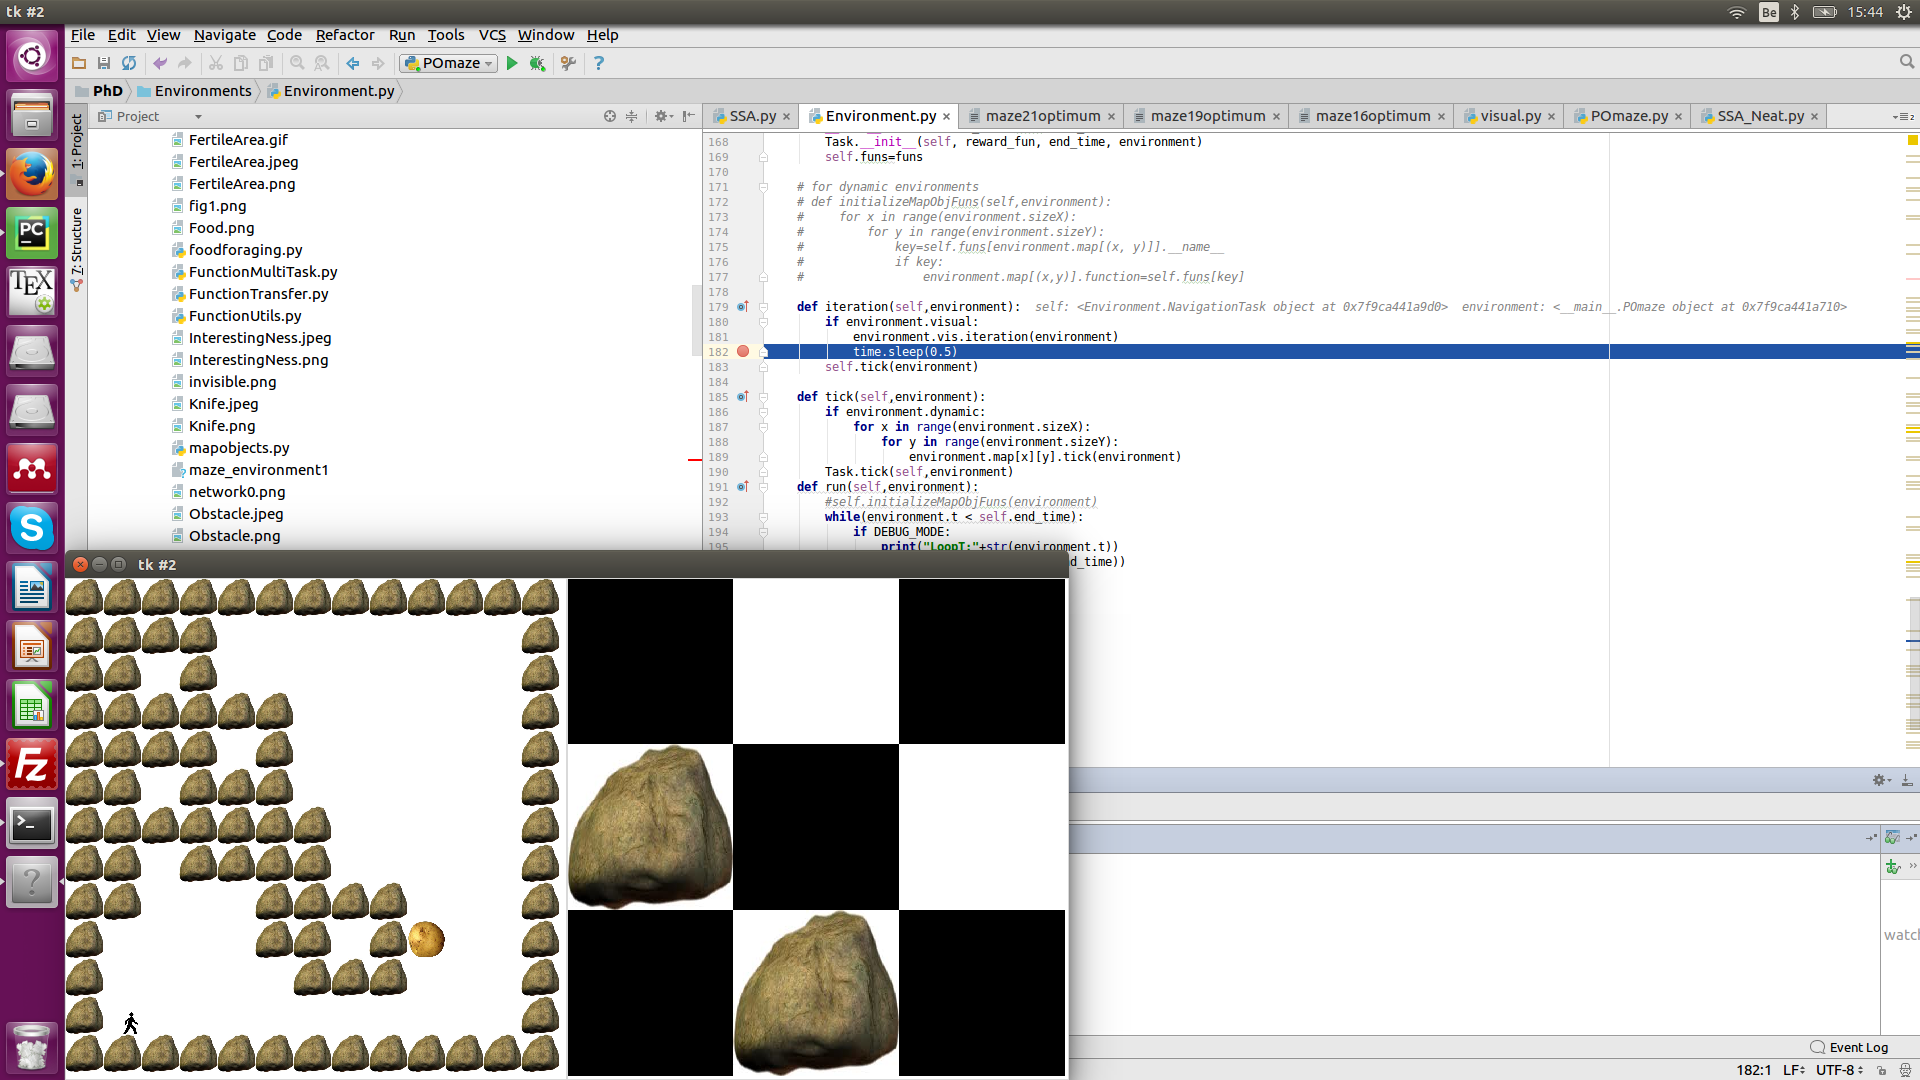 tk #2
Be
15:44
File Edit View Navigate Code Refactor Run Tools VCS Window Help
POmaze
PhD Environments Environment.py
Project
SSA.py Environment.py maze21optimum maze19optimum maze16optimum visual.py POmaze.py SSA_Neat.py
2
1: Project
7: Structure
FertileArea.gif
FertileArea.jpeg
FertileArea.png
fig1.png
Food.png
foodforaging.py
FunctionMultiTask.py
FunctionTransfer.py
FunctionUtils.py
InterestingNess.jpeg
InterestingNess.png
invisible.png
Knife.jpeg
Knife.png
mapobjects.py
maze_environment1
network0.png
Obstacle.jpeg
Obstacle.png
168 Task.__init__(self, reward_fun, end_time, environment)
169 self.funs=funs
170
171 # for dynamic environments
172 # def initializeMapObjFuns(self,environment):
173 # for x in range(environment.sizeX):
174 # for y in range(environment.sizeY):
175 # key=self.funs[environment.map[(x, y)]].__name__
176 # if key:
177 # environment.map[(x,y)].function=self.funs[key]
178
179 def iteration(self,environment): self: <Environment.NavigationTask object at 0x7f9ca441a9d0> environment: <__main__.POmaze object at 0x7f9ca441a710>
180 if environment.visual:
181 environment.vis.iteration(environment)
182 time.sleep(0.5)
183 self.tick(environment)
184
185 def tick(self,environment):
186 if environment.dynamic:
187 for x in range(environment.sizeX):
188 for y in range(environment.sizeY):
189 environment.map[x][y].tick(environment)
190 Task.tick(self,environment)
191 def run(self,environment):
192 #self.initializeMapObjFuns(environment)
193 while(environment.t < self.end_time):
194 if DEBUG_MODE:
195 print("LoopT:"+str(environment.t))
d_time))
PC
TEX
S
Fz
>_
?
tk #2
watch
Event Log
182:1 LF UTF-8